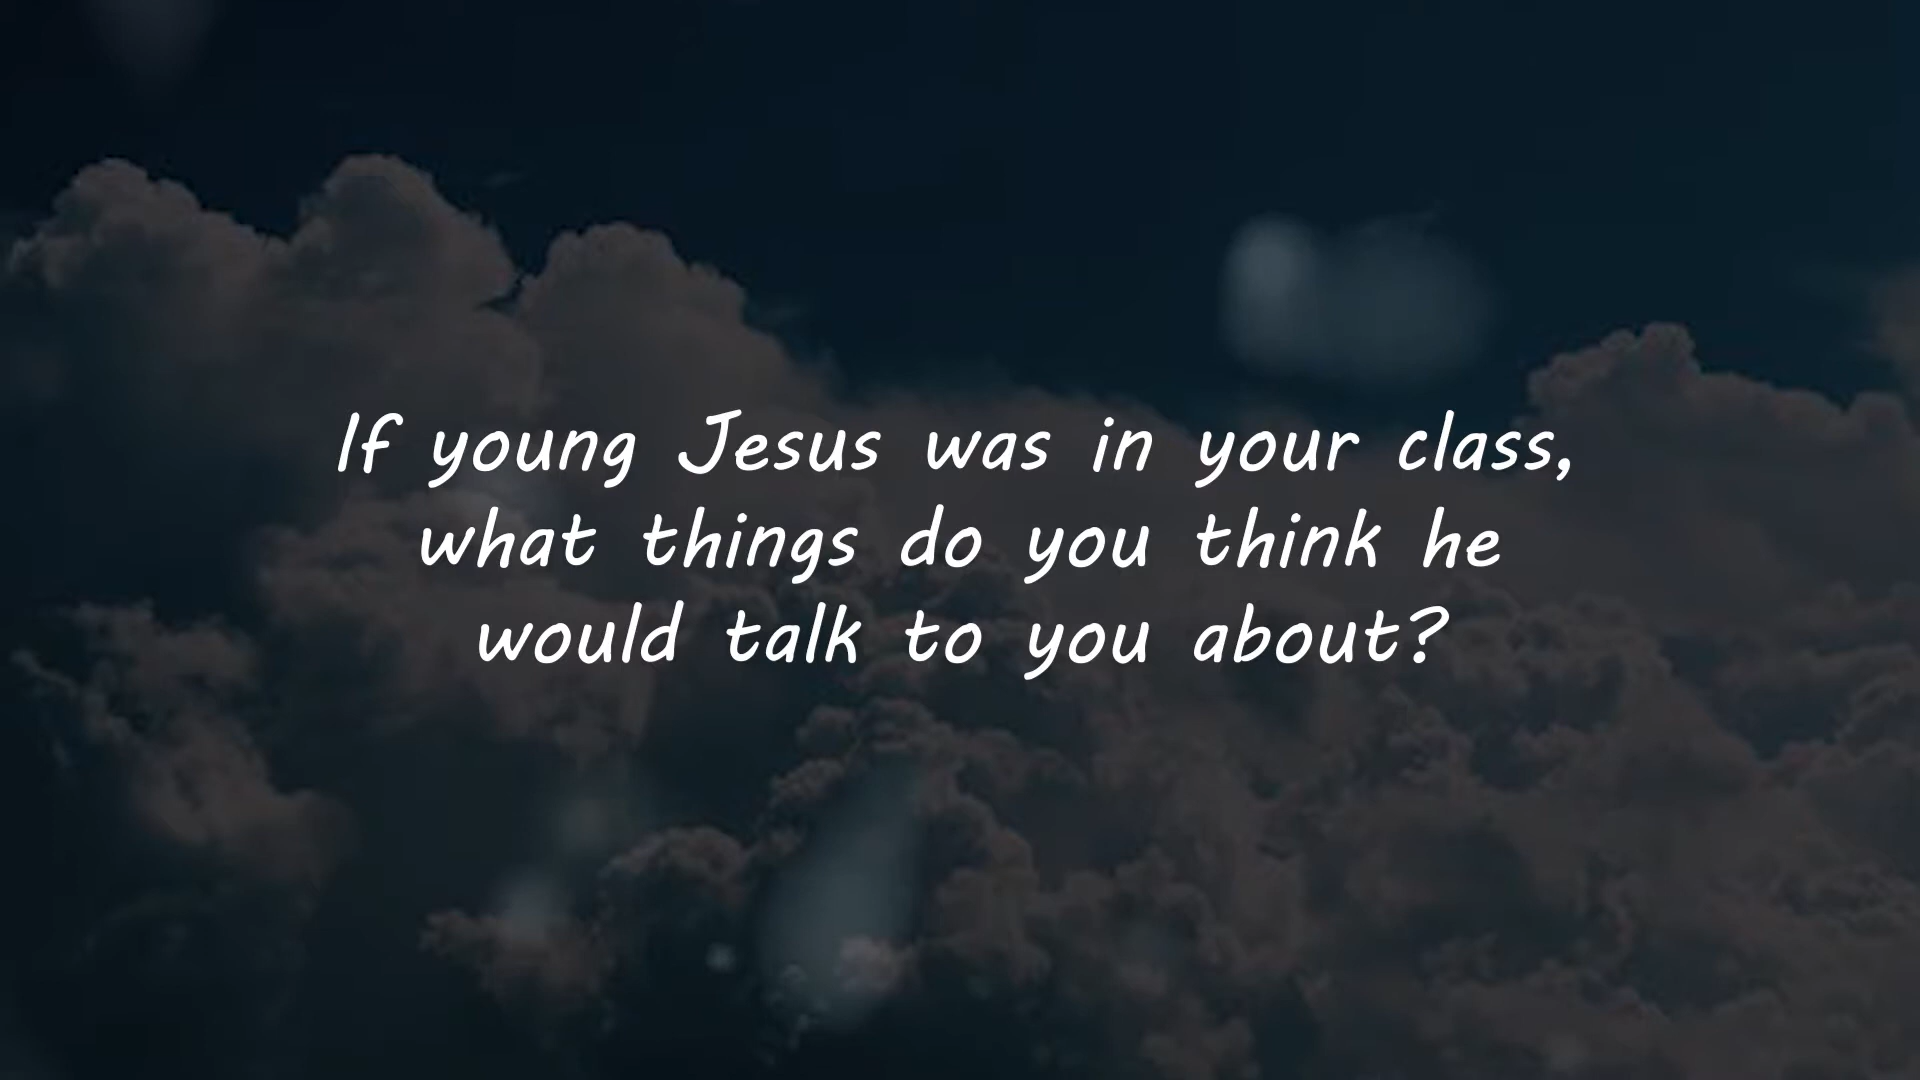 If young Jesus was in your class,
what things do you think he
would talk to you about?